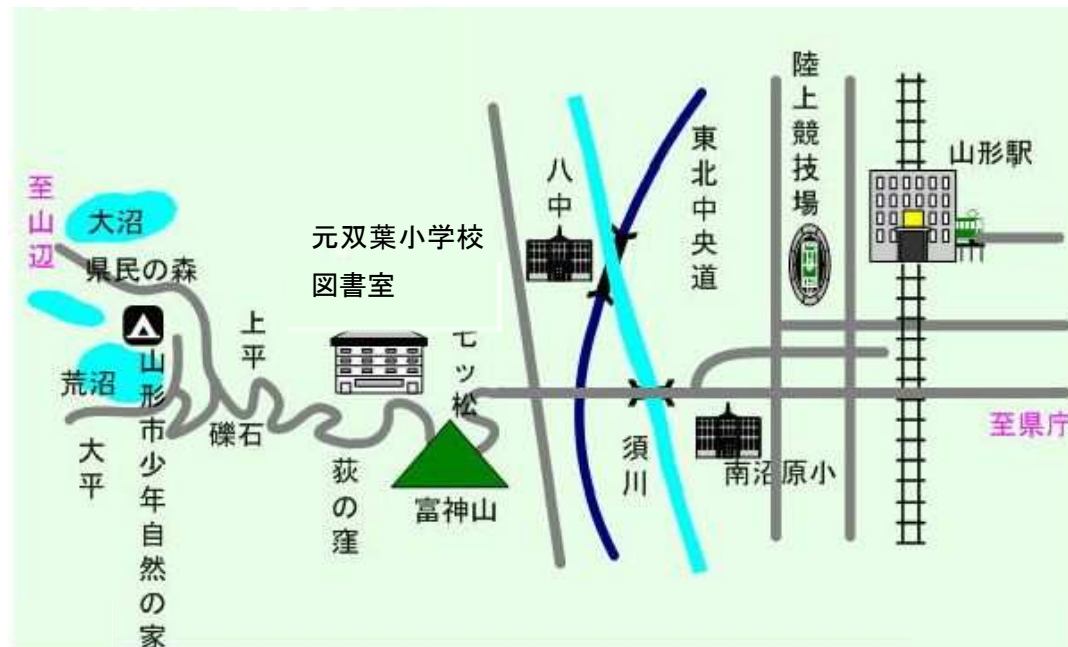 陸上競技場
東北中央道
山形駅
八中
至山辺
大沼
元双葉小学校
図書室
県民の森
上平
七ッ松
荒沼
山形市少年自然の家
大平
礫石
荻の窪
富神山
須川
南沼原小
至県庁